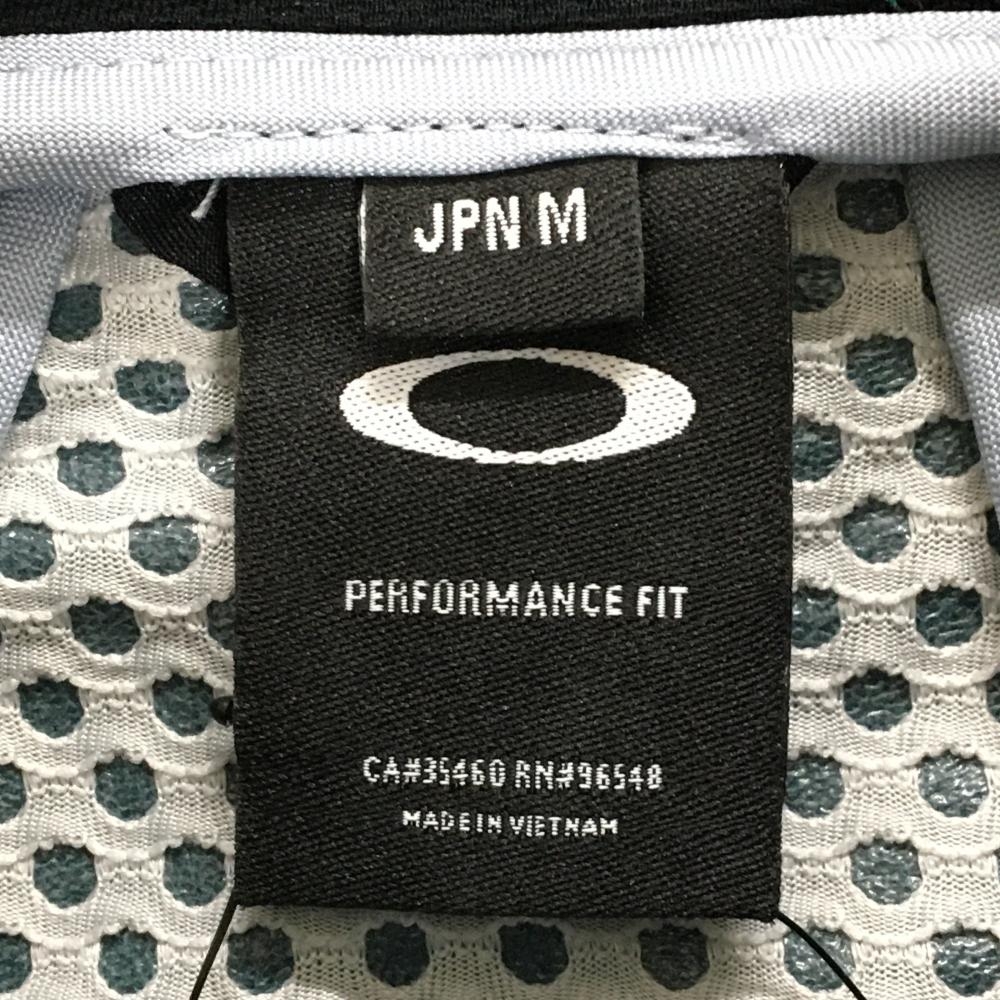 JPN M
PERFORMANCE FIT
CA#35460 RN#96548
MADE IN VIETNAM